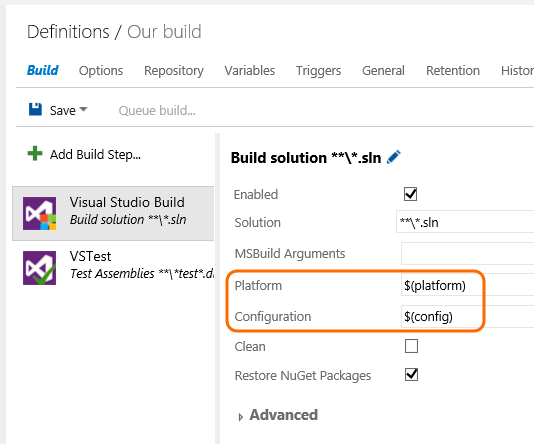 Definitions / Our build
Build Options Repository Variables Triggers General Retention Histor
Save Queue build...
Add Build Step...
Visual Studio Build
Build solution **\*.sln
VSTest
Test Assemblies **\*test*.d
Build solution **\*.sln
Enabled
Solution **\*.sln
MSBuild Arguments
Platform $(platform)
Configuration $(config)
Clean
Restore NuGet Packages
Advanced